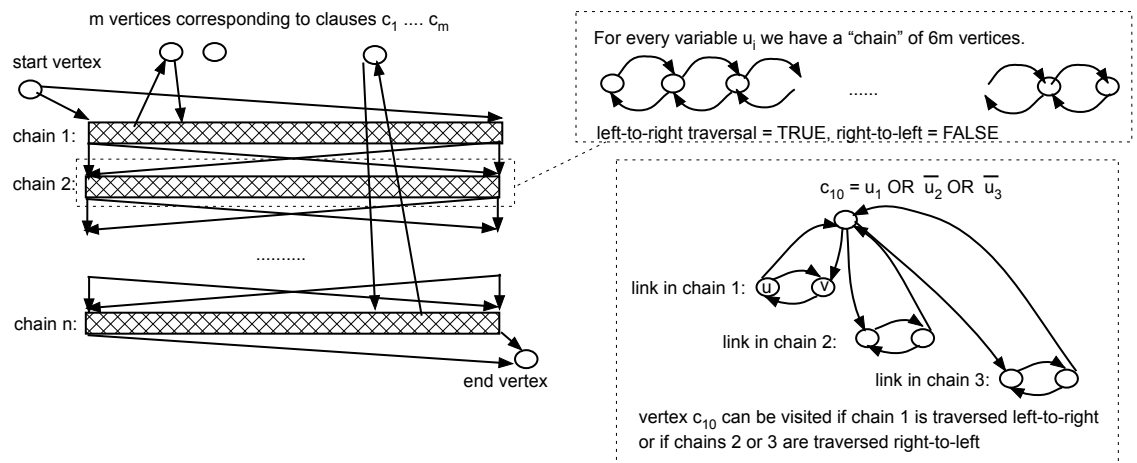 m vertices corresponding to clauses c1 .... cm
start vertex
chain 1:
chain 2:
..........
chain n:
end vertex
For every variable ui we have a “chain” of 6m vertices.
......
left-to-right traversal = TRUE, right-to-left = FALSE
c10 = u1 OR u̅2 OR u̅3
link in chain 1:
u
v
link in chain 2:
link in chain 3:
vertex c10 can be visited if chain 1 is traversed left-to-right
or if chains 2 or 3 are traversed right-to-left